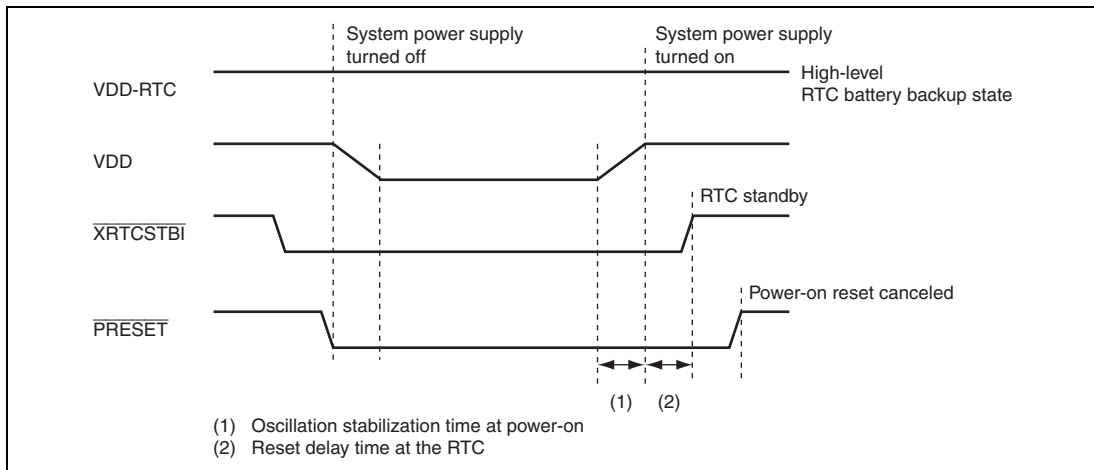 System power supply
turned off
System power supply
turned on
VDD-RTC
High-level
RTC battery backup state
VDD
RTC standby
XRTCSTBI
Power-on reset canceled
PRESET
(1)
(2)
(1) Oscillation stabilization time at power-on
(2) Reset delay time at the RTC